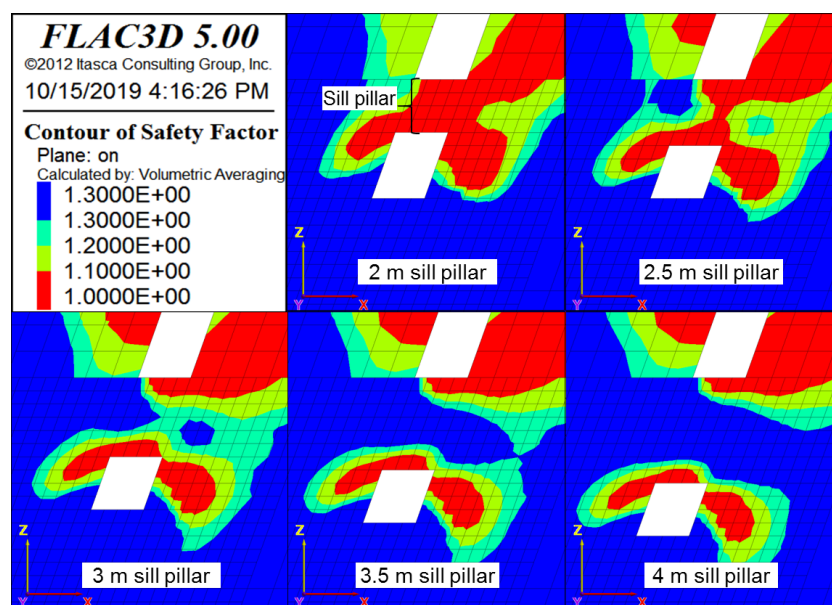 FLAC3D 5.00
©2012 Itasca Consulting Group, Inc.
10/15/2019 4:16:26 PM
Contour of Safety Factor
Plane: on
Calculated by: Volumetric Averaging
1.3000E+00
1.3000E+00
1.2000E+00
1.1000E+00
1.0000E+00
Sill pillar
Z
Y X
2 m sill pillar
Z
Y X
2.5 m sill pillar
Z
Y X
3 m sill pillar
Z
Y X
3.5 m sill pillar
Z
Y X
4 m sill pillar